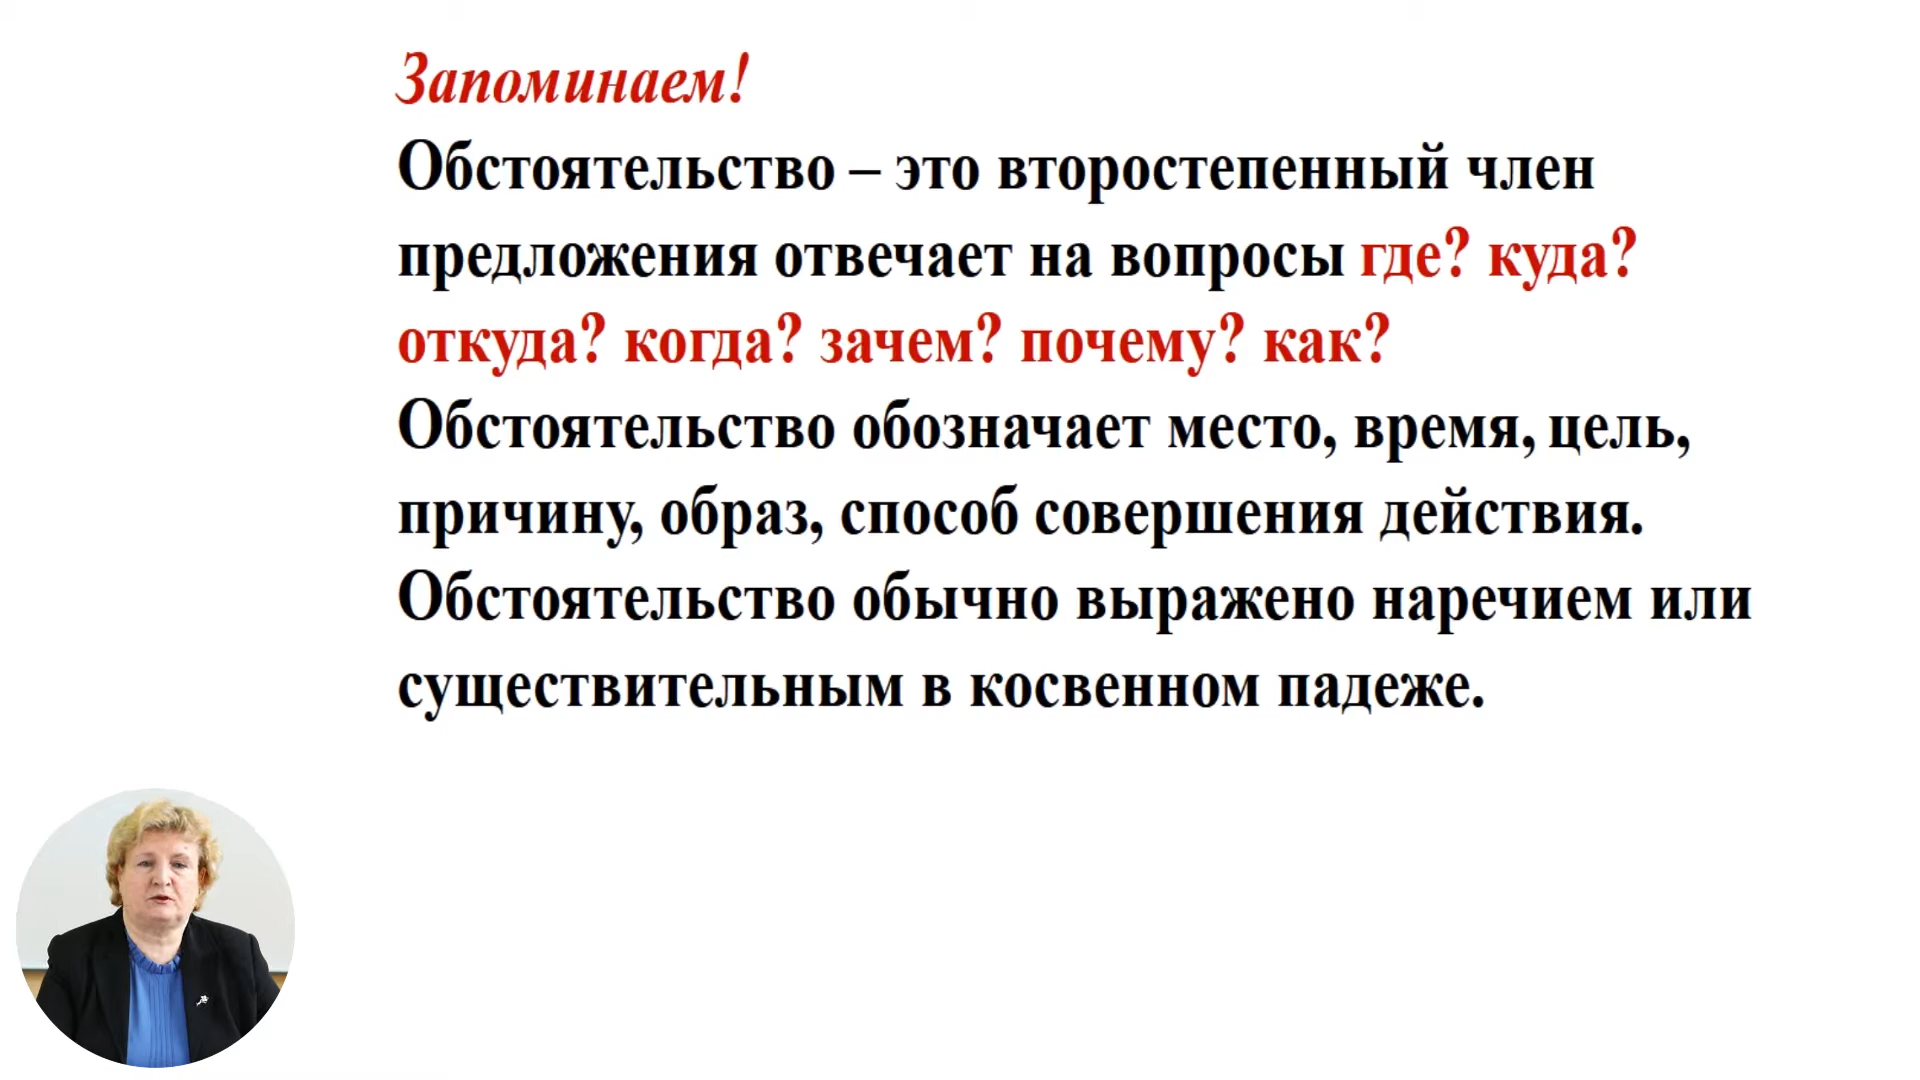 Запоминаем!
Обстоятельство – это второстепенный член
предложения отвечает на вопросы где? куда?
откуда? когда? зачем? почему? как?
Обстоятельство обозначает место, время, цель,
причину, образ, способ совершения действия.
Обстоятельство обычно выражено наречием или
существительным в косвенном падеже.